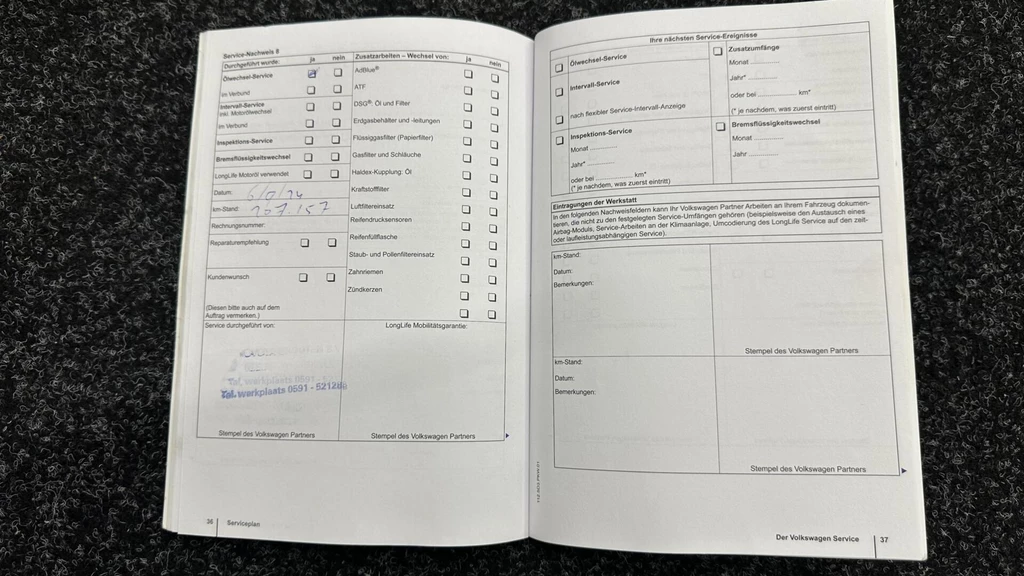 Service-Nachweis 8
Durchgeführt wurde: ja nein
Ölwechsel-Service
im Verbund
Intervall-Service
inkl. Motorölwechsel
im Verbund
Inspektions-Service
Bremsflüssigkeitswechsel
LongLife Motoröl verwendet
Datum:
km-Stand: 107.157
Rechnungsnummer:
Reparaturempfehlung
Kundenwunsch
(Diesen bitte auch auf dem
Auftrag vermerken.)
Service durchgeführt von:
Tel. werkplaats 0591 -
Tel. werkplaats 0591 - 521288
Stempel des Volkswagen Partners
Zusatzarbeiten – Wechsel von: ja nein
AdBlue®
ATF
DSG®: Öl und Filter
Erdgasbehälter und -leitungen
Flüssiggasfilter (Papierfilter)
Gasfilter und Schläuche
Haldex-Kupplung: Öl
Kraftstofffilter
Luftfiltereinsatz
Reifendrucksensoren
Reifenfüllflasche
Staub- und Pollenfiltereinsatz
Zahnriemen
Zündkerzen
LongLife Mobilitätsgarantie:
Stempel des Volkswagen Partners
36 Serviceplan
Ihre nächsten Service-Ereignisse
Ölwechsel-Service
Intervall-Service
nach flexibler Service-Intervall-Anzeige
Inspektions-Service
Monat
Jahr*
oder bei km*
(* je nachdem, was zuerst eintritt)
Zusatzumfänge
Monat
Jahr*
oder bei km*
(* je nachdem, was zuerst eintritt)
Bremsflüssigkeitswechsel
Monat
Jahr
Eintragungen der Werkstatt
In den folgenden Nachweisfeldern kann Ihr Volkswagen Partner Arbeiten an Ihrem Fahrzeug dokumen-
tieren, die nicht zu den festgelegten Service-Umfängen gehören (beispielsweise den Austausch eines
Airbag-Moduls, Service-Arbeiten an der Klimaanlage, Umcodierung des LongLife Service auf den zeit-
oder laufleistungsabhängigen Service).
km-Stand:
Datum:
Bemerkungen:
Stempel des Volkswagen Partners
km-Stand:
Datum:
Bemerkungen:
Stempel des Volkswagen Partners
Der Volkswagen Service 37